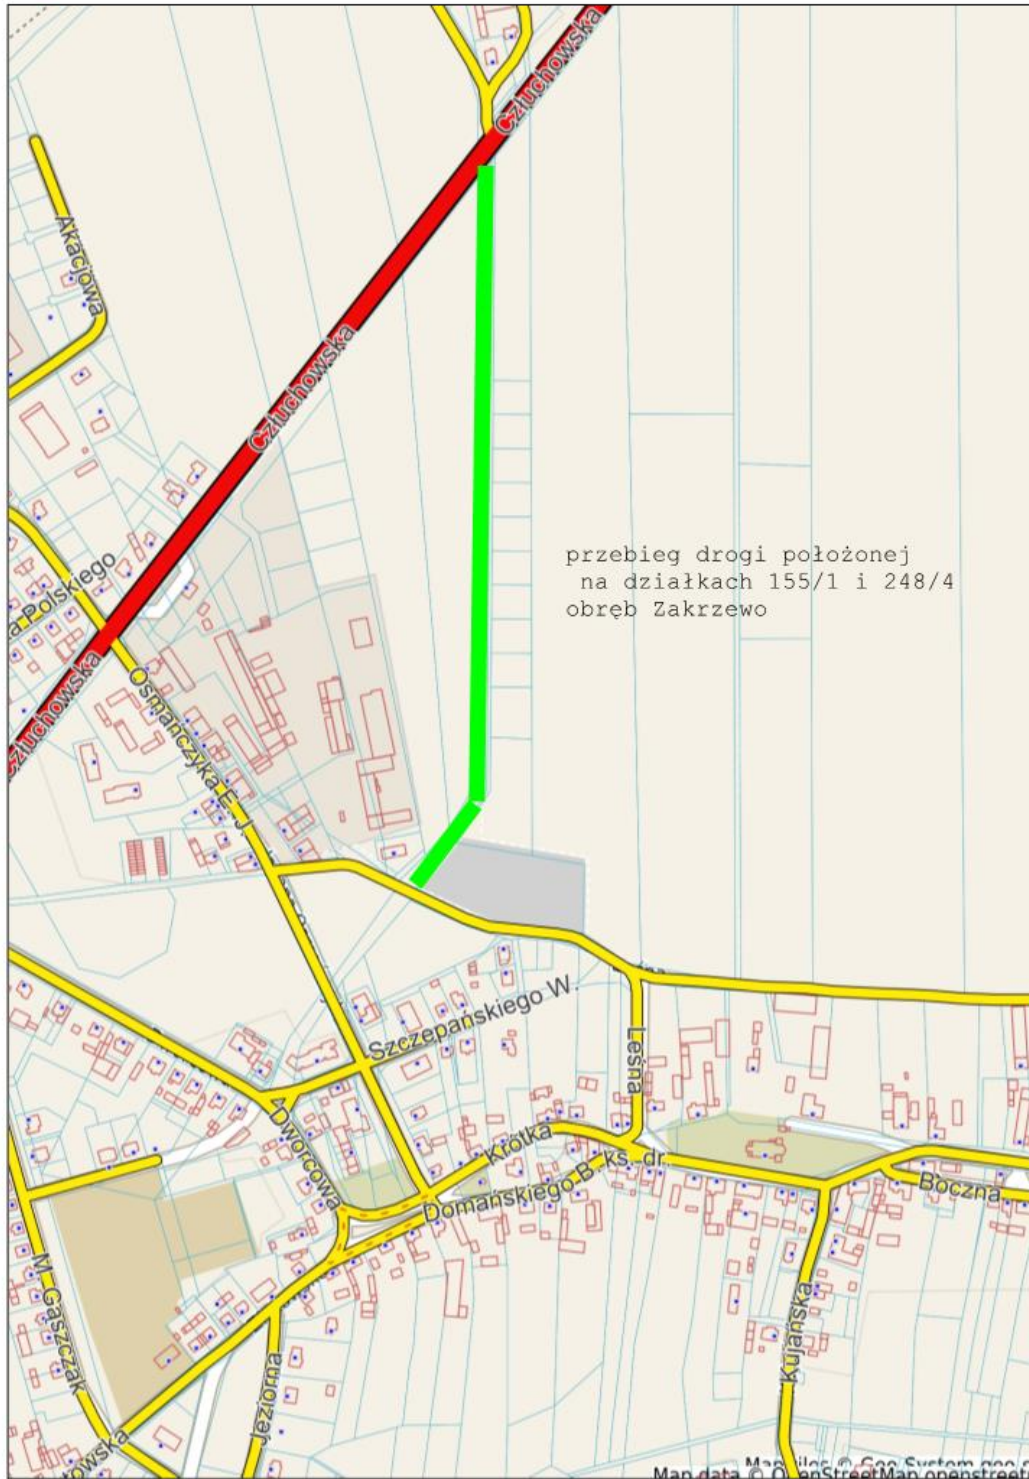 Człuchowska
Akacjowa
Człuchowska
przebieg drogi położonej
na działkach 155/1 i 248/4
obręb Zakrzewo
a Polskiego
Człuchowska
Osmańczyka E. J.
Szczepańskiego W.
Leśna
Dworcowa
Krótka
Domańskiego B. ks. dr.
Boczna
M. Gaszczak
Kujańska
Jeziorna
towska
Map data © OpenStreetMap